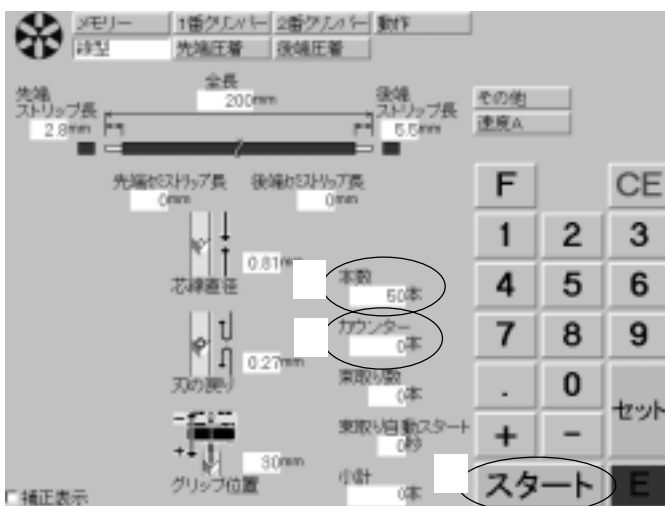 メモリー 1番クリンパー 2番クリンパー 動作
線型 先端圧着 後端圧着
全長
200mm
先端
ストリップ長
2.8mm
後端
ストリップ長
5.5mm
その他
速度A
先端セミストリップ長 後端セミストリップ長
0mm 0mm
0.81mm
芯線直径
0.27mm
刃の戻り
30mm
グリップ位置
本数
50本
カウンター
0本
束取り数
0本
束取り自動スタート
0秒
小計
0本
F CE
1 2 3
4 5 6
7 8 9
. 0 セット
+ -
スタート E
補正表示